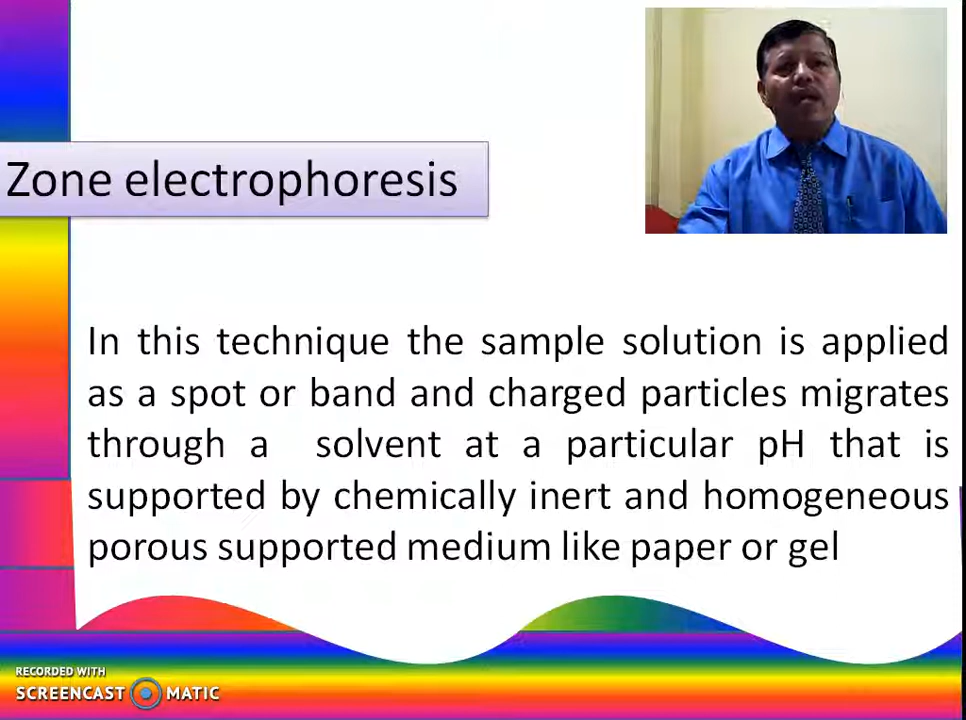 Zone electrophoresis
In this technique the sample solution is applied
as a spot or band and charged particles migrates
through a solvent at a particular pH that is
supported by chemically inert and homogeneous
porous supported medium like paper or gel
RECORDED WITH
SCREENCAST MATIC